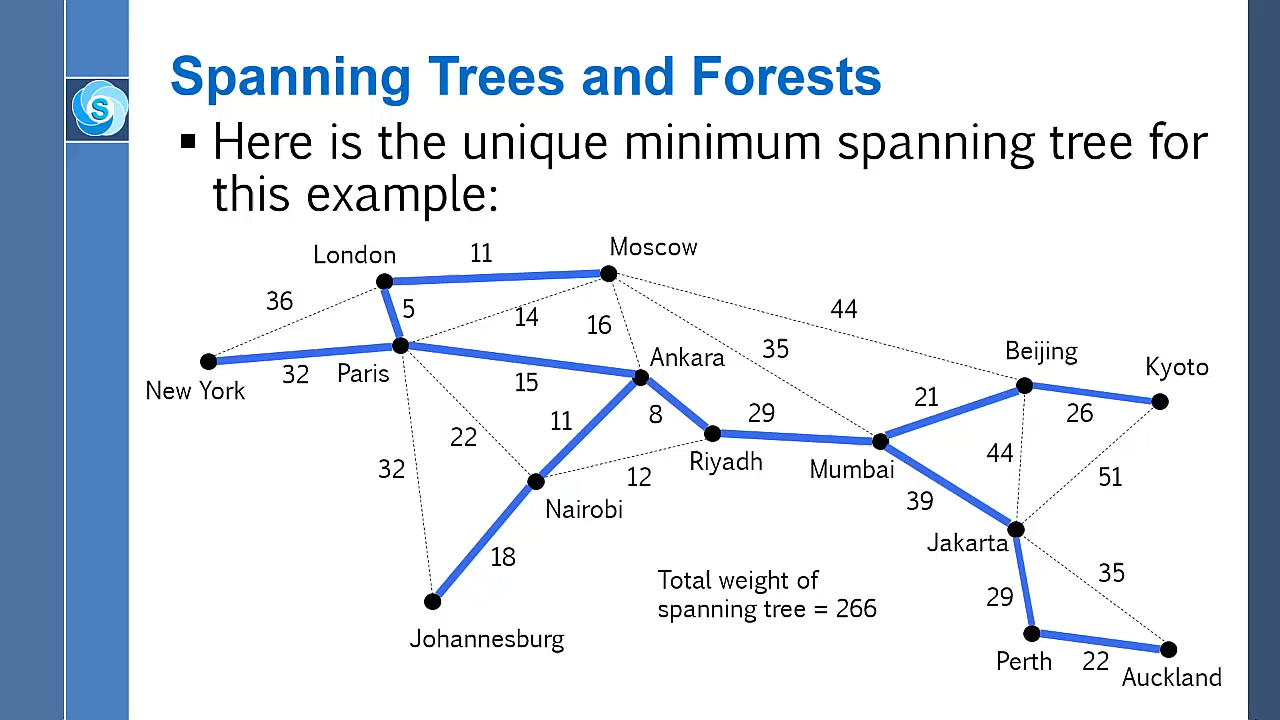 S
Spanning Trees and Forests
▪ Here is the unique minimum spanning tree for
this example:
London
11
Moscow
36
5
14
16
44
35
Ankara
Beijing
Kyoto
New York
32
Paris
15
22
11
8
29
21
26
32
12
Riyadh
Mumbai
44
51
39
Nairobi
Jakarta
18
Total weight of
spanning tree = 266
35
29
Johannesburg
Perth
22
Auckland